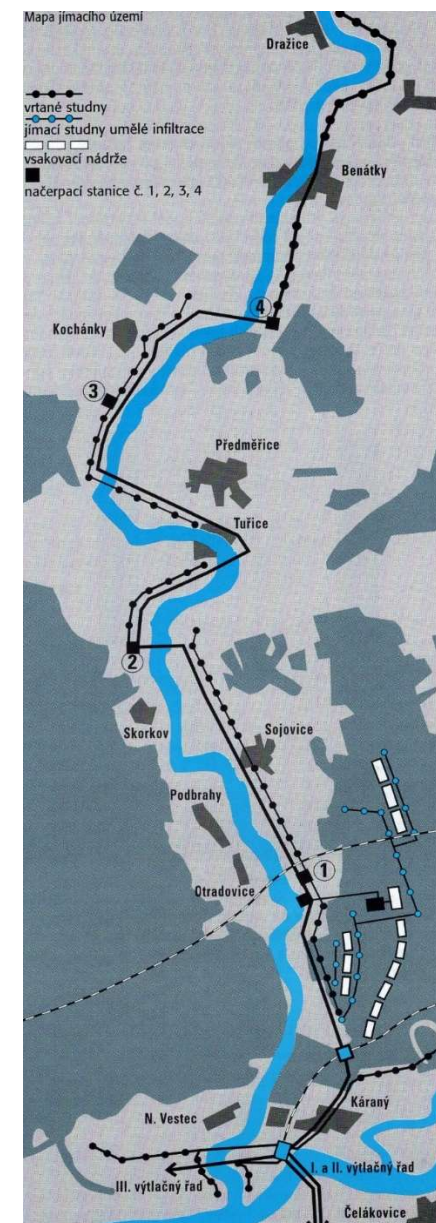 Mapa jímacího území
Dražice
vrtané studny
jímací studny umělé infiltrace
vsakovací nádrže
načerpací stanice č. 1, 2, 3, 4
Benátky
4
Kochánky
3
Předměřice
Tuřice
2
Skorkov
Sojovice
Podbrahy
1
Otradovice
Káraný
N. Vestec
I. a II. výtlačný řad
III. výtlačný řad
Čelákovice